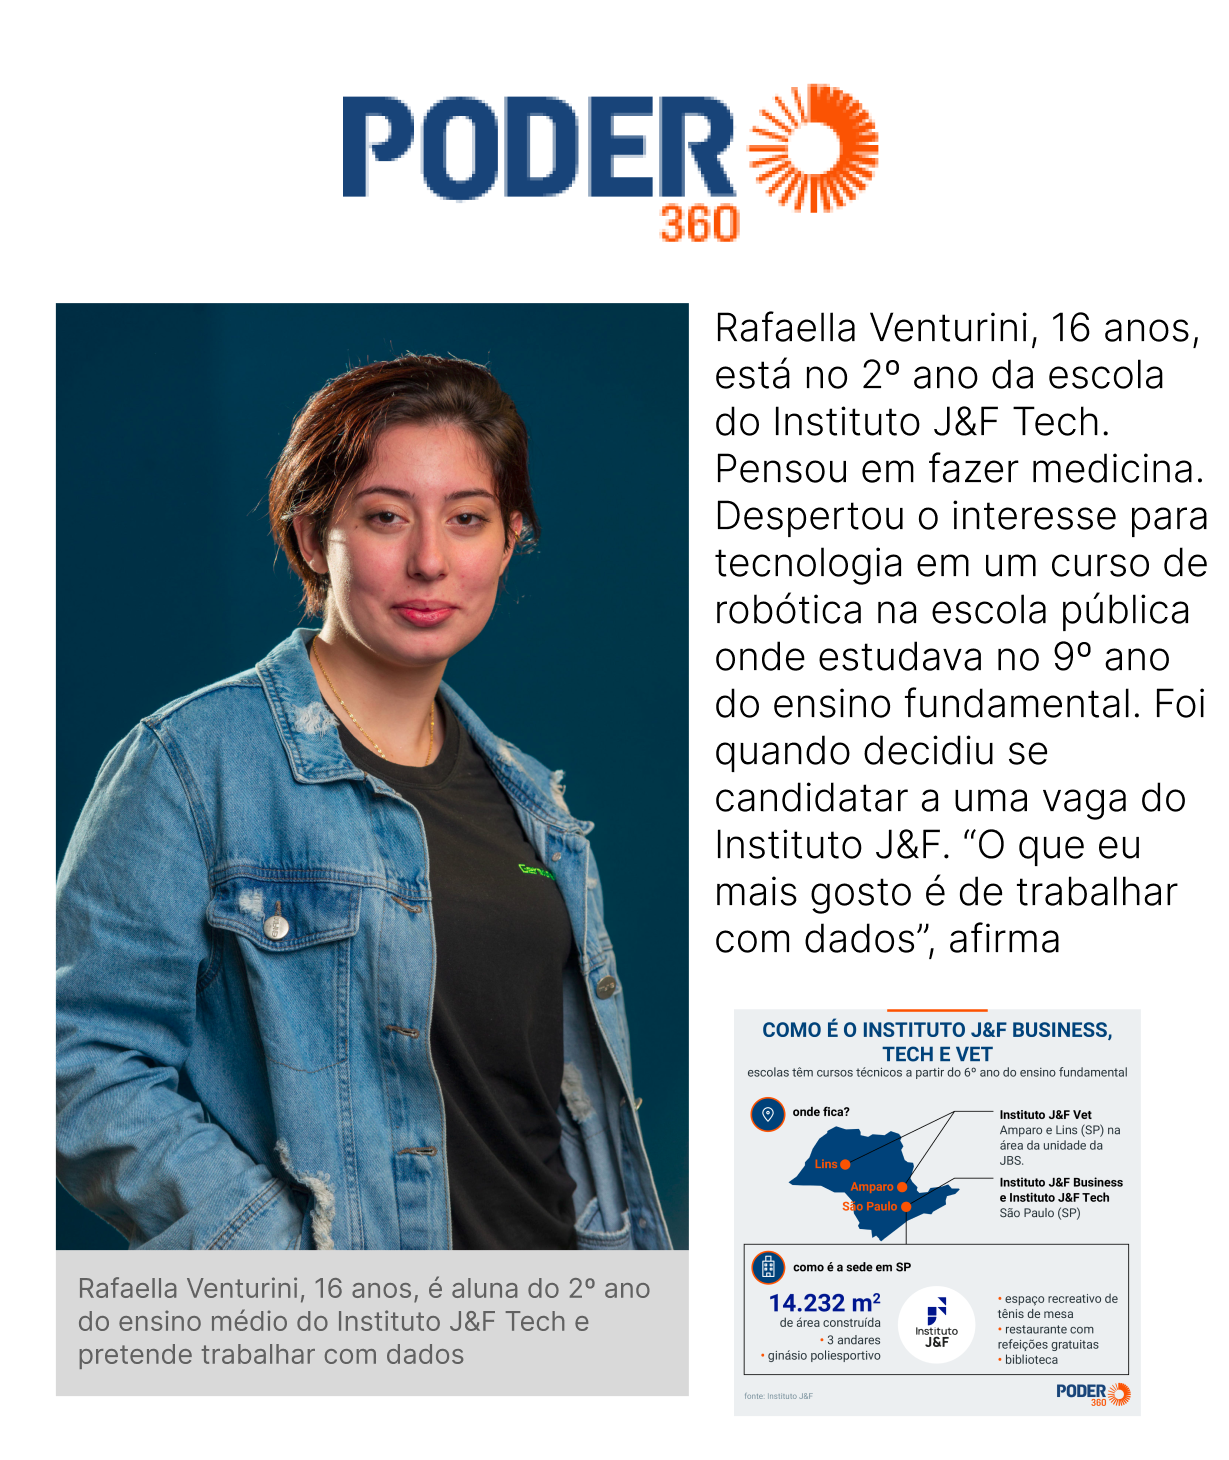 PODER
360
Rafaella Venturini, 16 anos,
está no 2º ano da escola
do Instituto J&F Tech.
Pensou em fazer medicina.
Despertou o interesse para
tecnologia em um curso de
robótica na escola pública
onde estudava no 9º ano
do ensino fundamental. Foi
quando decidiu se
candidatar a uma vaga do
Instituto J&F. “O que eu
mais gosto é de trabalhar
com dados”, afirma
Rafaella Venturini, 16 anos, é aluna do 2º ano
do ensino médio do Instituto J&F Tech e
pretende trabalhar com dados
COMO É O INSTITUTO J&F BUSINESS,
TECH E VET
escolas têm cursos técnicos a partir do 6º ano do ensino fundamental
onde fica?
Lins
Amparo
São Paulo
Instituto J&F Vet
Amparo e Lins (SP) na
área da unidade da
JBS.
Instituto J&F Business
e Instituto J&F Tech
São Paulo (SP)
como é a sede em SP
14.232 m²
de área construída
• 3 andares
• ginásio poliesportivo
Instituto
J&F
• espaço recreativo de
tênis de mesa
• restaurante com
refeições gratuitas
• biblioteca
fonte: Instituto J&F
PODER
360